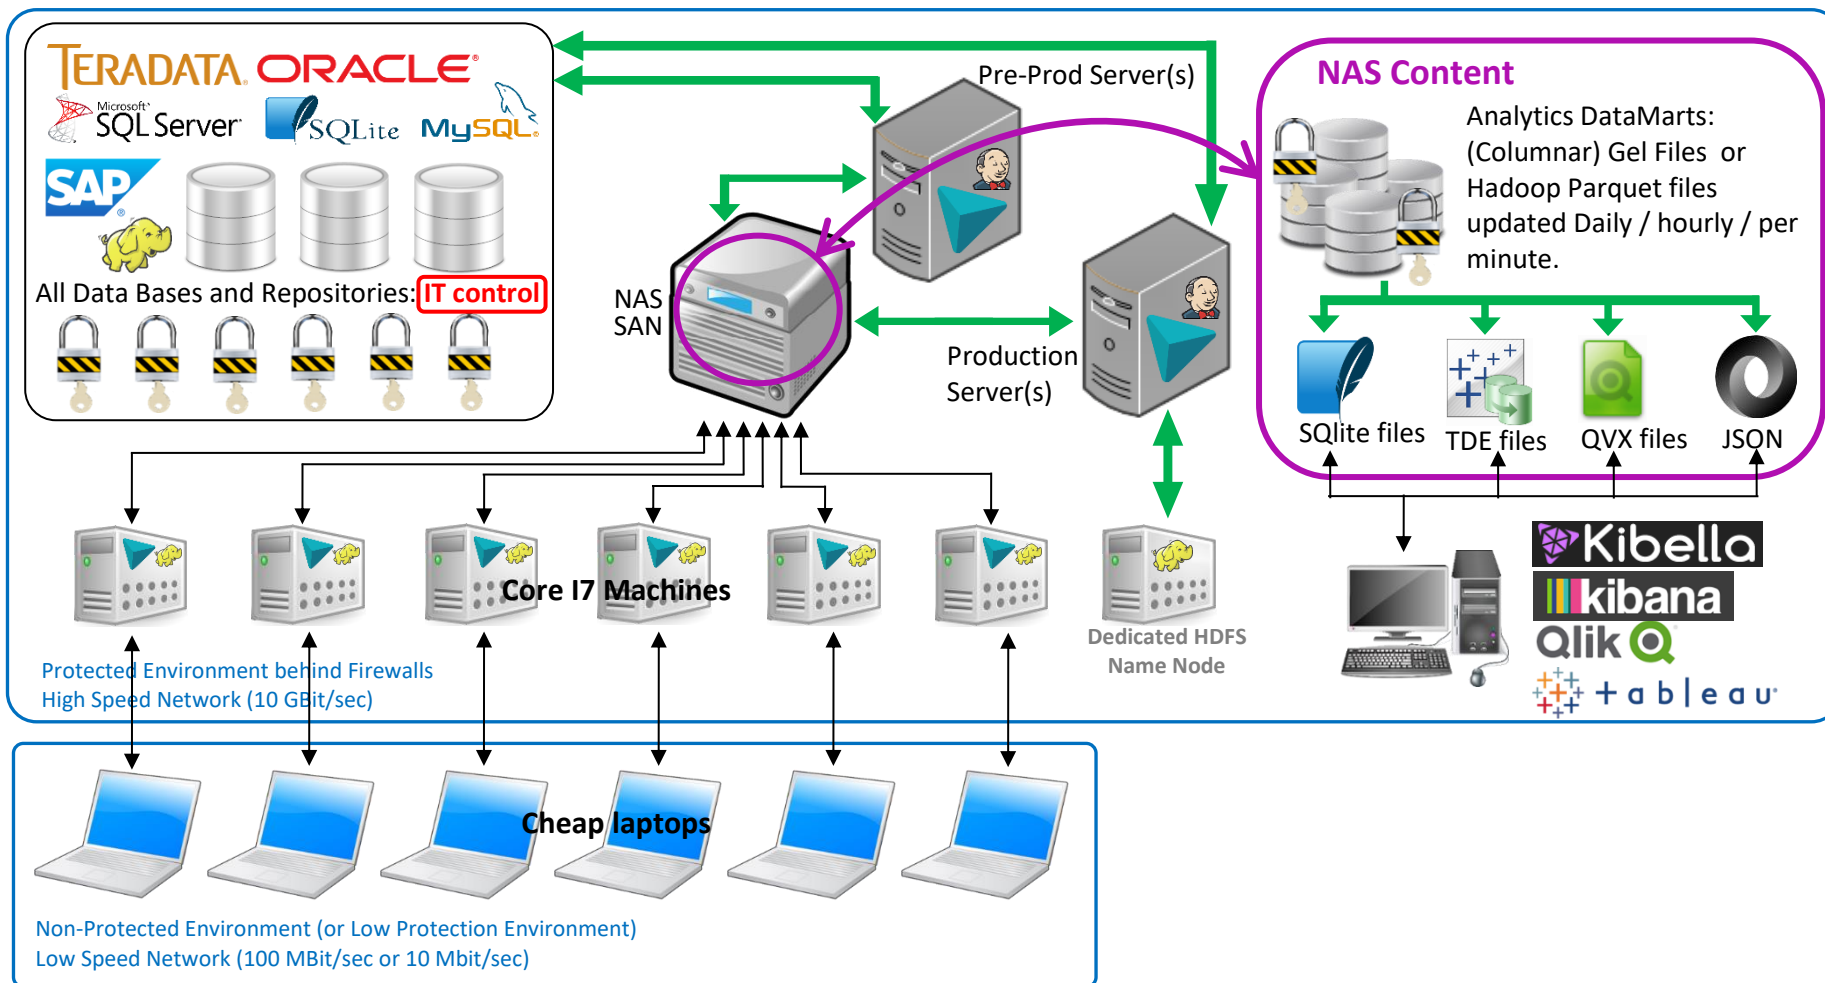 TERADATA ORACLE
Microsoft
SQL Server SQLite MySQL
SAP
All Data Bases and Repositories: IT control
Pre-Prod Server(s)
NAS
SAN
Production
Server(s)
NAS Content
Analytics DataMarts:
(Columnar) Gel Files or
Hadoop Parquet files
updated Daily / hourly / per
minute.
SQlite files TDE files QVX files JSON
Core I7 Machines
Dedicated HDFS
Name Node
Kibella
kibana
Qlik
+ableau
Protected Environment behind Firewalls
High Speed Network (10 GBit/sec)
Cheap laptops
Non-Protected Environment (or Low Protection Environment)
Low Speed Network (100 MBit/sec or 10 Mbit/sec)